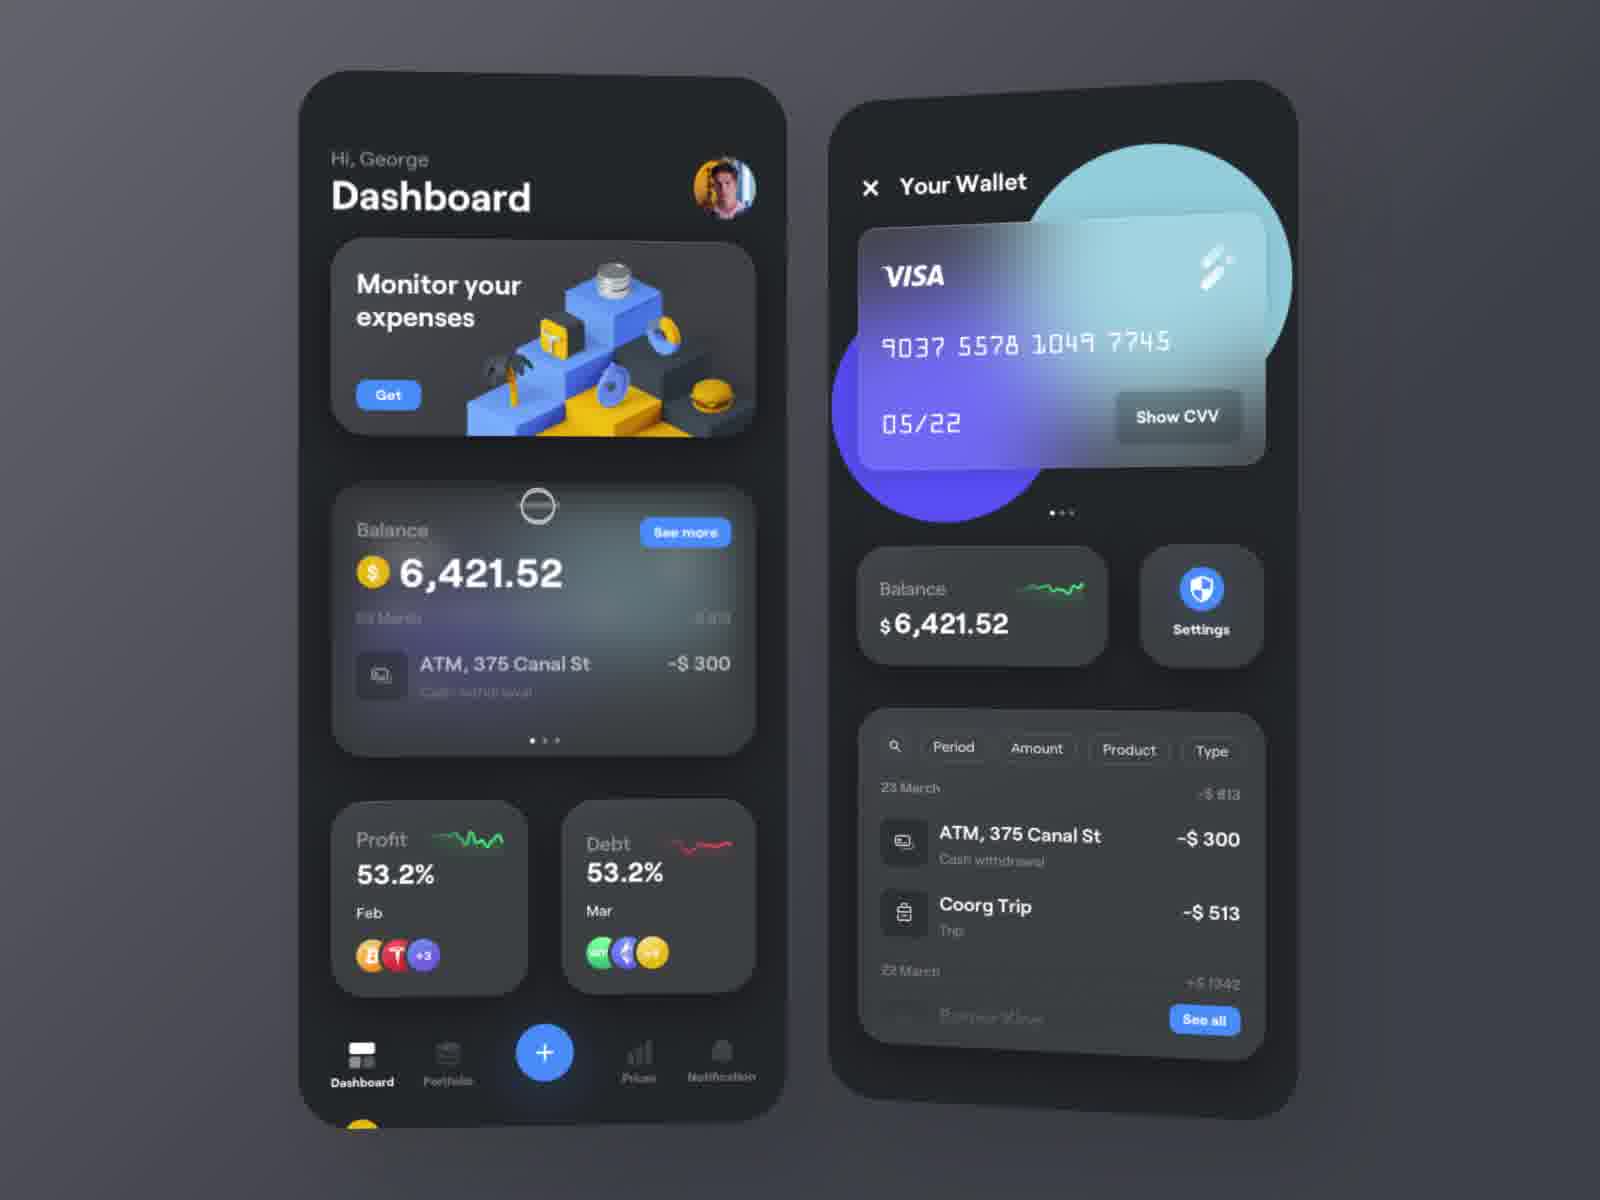 Hi, George
Dashboard
Monitor your
expenses
Get
Balance
See more
$ 6,421.52
March
ATM, 375 Canal St
-$ 300
Cash withdrawal
Profit
53.2%
Feb
B T +3
Debt
53.2%
Mar
+
Dashboard
Portfolio
Prices
Notification
Your Wallet
VISA
9037 5578 1049 7745
05/22
Show CVV
Balance
$ 6,421.52
Settings
Period
Amount
Product
Type
23 March
-$ 813
ATM, 375 Canal St
-$ 300
Cash withdrawal
Coorg Trip
-$ 513
Trip
22 March
+$ 1342
See all